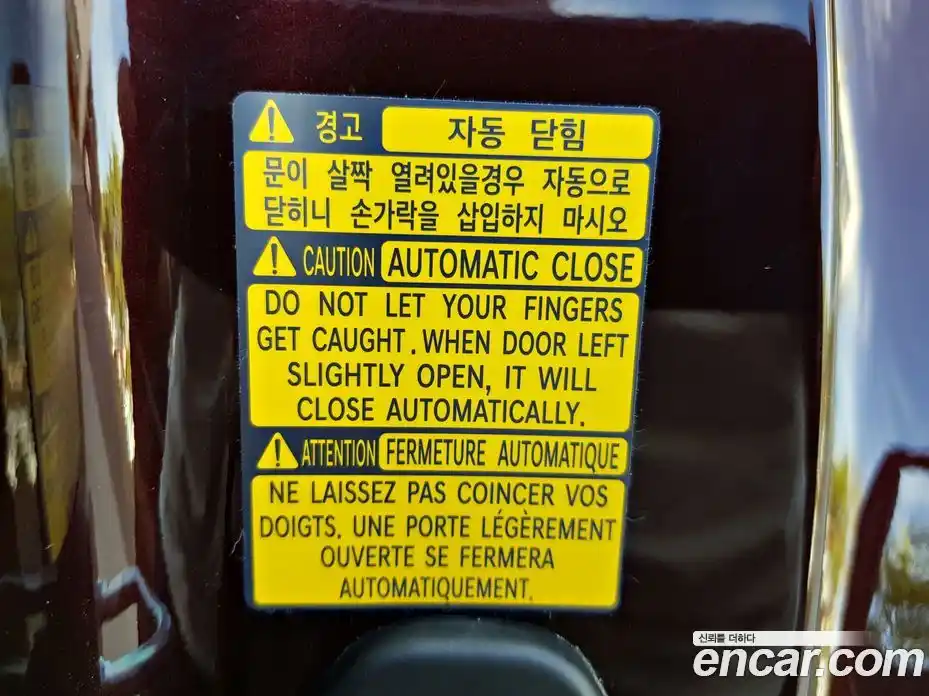 경고 자동 닫힘
문이 살짝 열려있을경우 자동으로
닫히니 손가락을 삽입하지 마시오
CAUTION AUTOMATIC CLOSE
DO NOT LET YOUR FINGERS
GET CAUGHT. WHEN DOOR LEFT
SLIGHTLY OPEN, IT WILL
CLOSE AUTOMATICALLY.
ATTENTION FERMETURE AUTOMATIQUE
NE LAISSEZ PAS COINCER VOS
DOIGTS. UNE PORTE LÉGÈREMENT
OUVERTE SE FERMERA
AUTOMATIQUEMENT.
신뢰를 더하다
encar.com